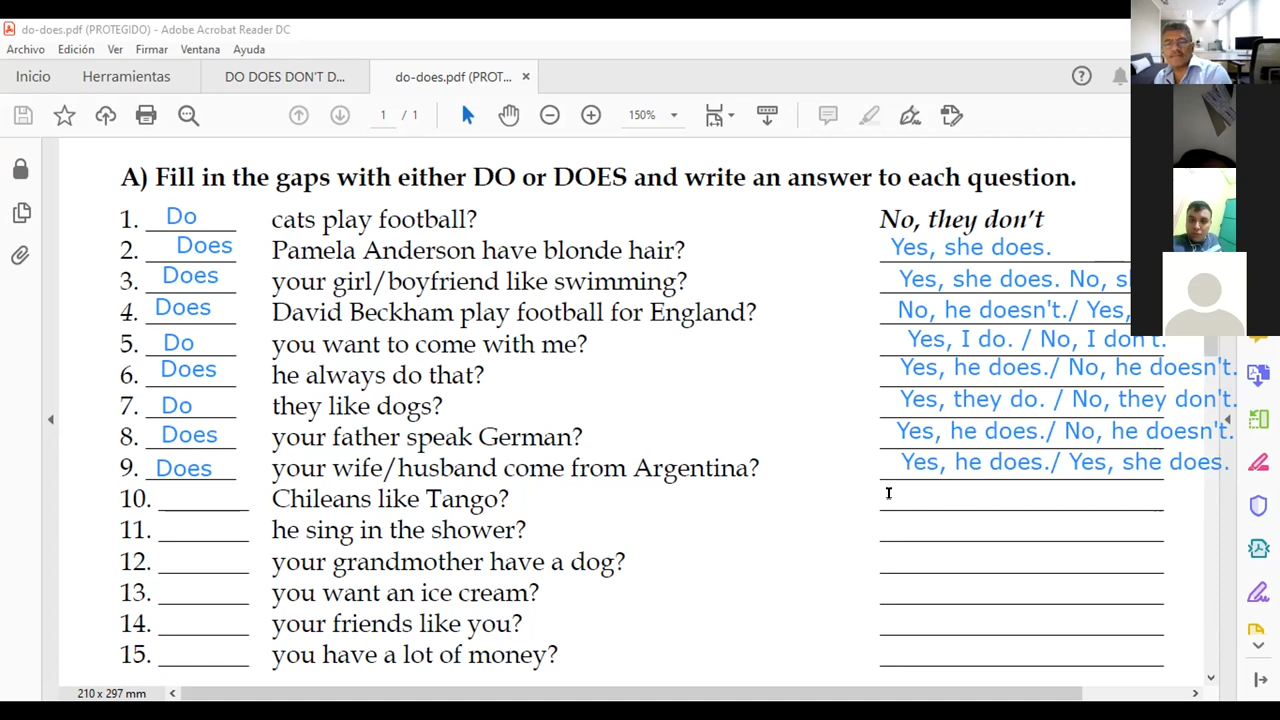 do-does.pdf (PROTEGIDO) - Adobe Acrobat Reader DC
Archivo Edición Ver Firmar Ventana Ayuda
Inicio Herramientas DO DOES DON'T D... do-does.pdf (PROT... ×
1 / 1 150%
A) Fill in the gaps with either DO or DOES and write an answer to each question.
1. Do cats play football? No, they don't
2. Does Pamela Anderson have blonde hair? Yes, she does.
3. Does your girl/boyfriend like swimming? Yes, she does. No, s
4. Does David Beckham play football for England? No, he doesn't./ Yes,
5. Do you want to come with me? Yes, I do. / No, I don't.
6. Does he always do that? Yes, he does./ No, he doesn't.
7. Do they like dogs? Yes, they do. / No, they don't.
8. Does your father speak German? Yes, he does./ No, he doesn't.
9. Does your wife/husband come from Argentina? Yes, he does./ Yes, she does.
10. ________ Chileans like Tango?
11. ________ he sing in the shower?
12. ________ your grandmother have a dog?
13. ________ you want an ice cream?
14. ________ your friends like you?
15. ________ you have a lot of money?
210 x 297 mm